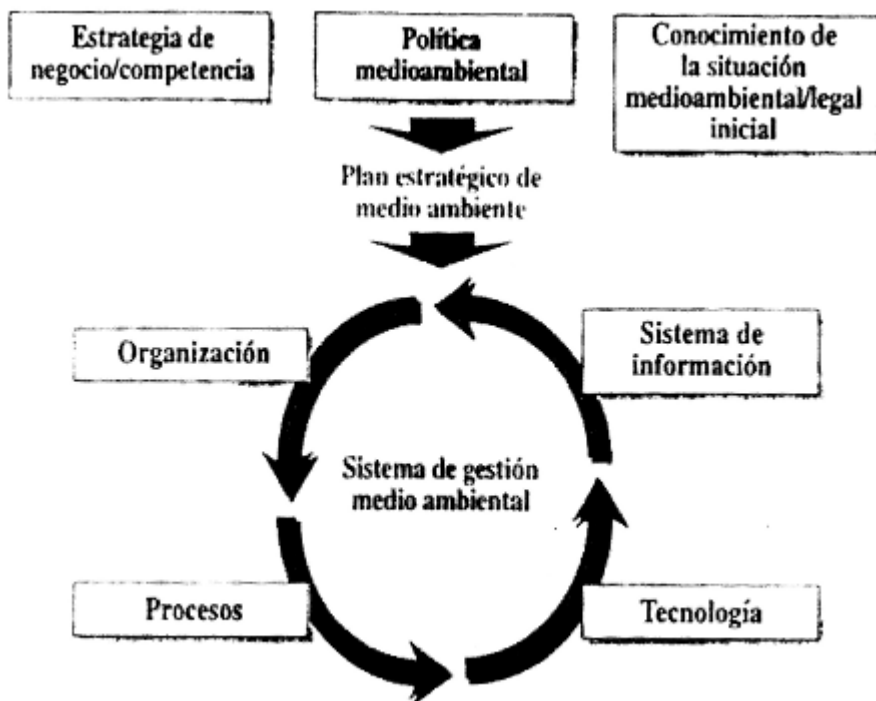 Estrategia de
negocio/competencia
Política
medioambiental
Conocimiento de
la situación
medioambiental/legal
inicial
Plan estratégico de
medio ambiente
Organización
Sistema de
información
Sistema de gestión
medio ambiental
Procesos
Tecnología